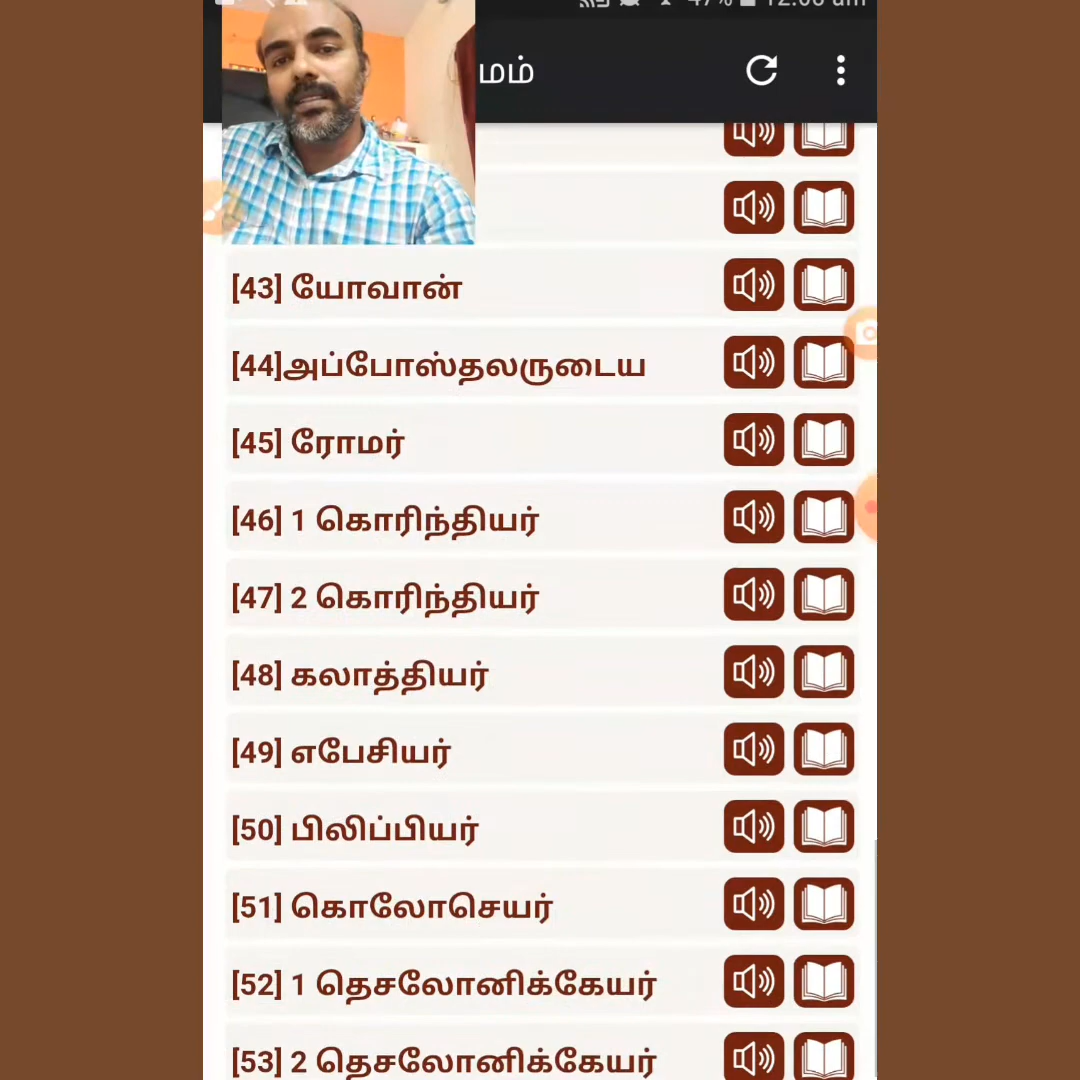 மம்
[43] யோவான்
[44]அப்போஸ்தலருடைய
[45] ரோமர்
[46] 1 கொரிந்தியர்
[47] 2 கொரிந்தியர்
[48] கலாத்தியர்
[49] எபேசியர்
[50] பிலிப்பியர்
[51] கொலோசெயர்
[52] 1 தெசலோனிக்கேயர்
[53] 2 தெசலோனிக்கேயர்